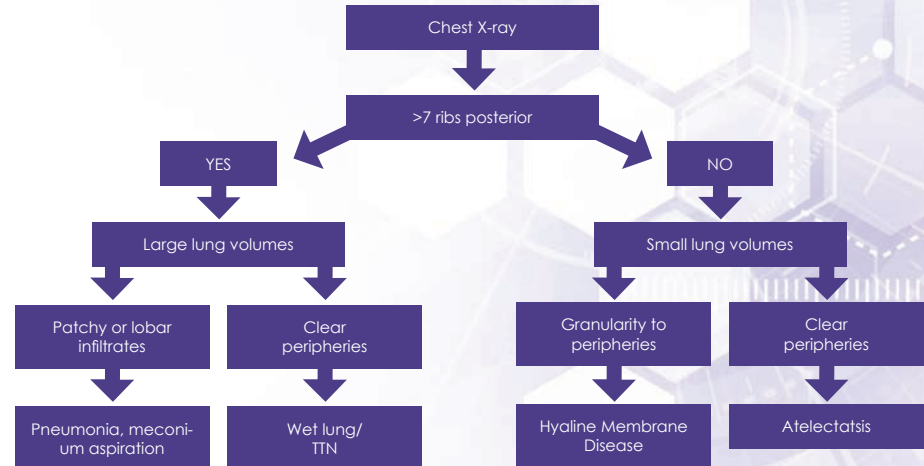 Chest X-ray
>7 ribs posterior
YES
NO
Large lung volumes
Small lung volumes
Patchy or lobar
infiltrates
Clear
peripheries
Granularity to
peripheries
Clear
peripheries
Pneumonia, meconi-
um aspiration
Wet lung/
TTN
Hyaline Membrane
Disease
Atelectatsis